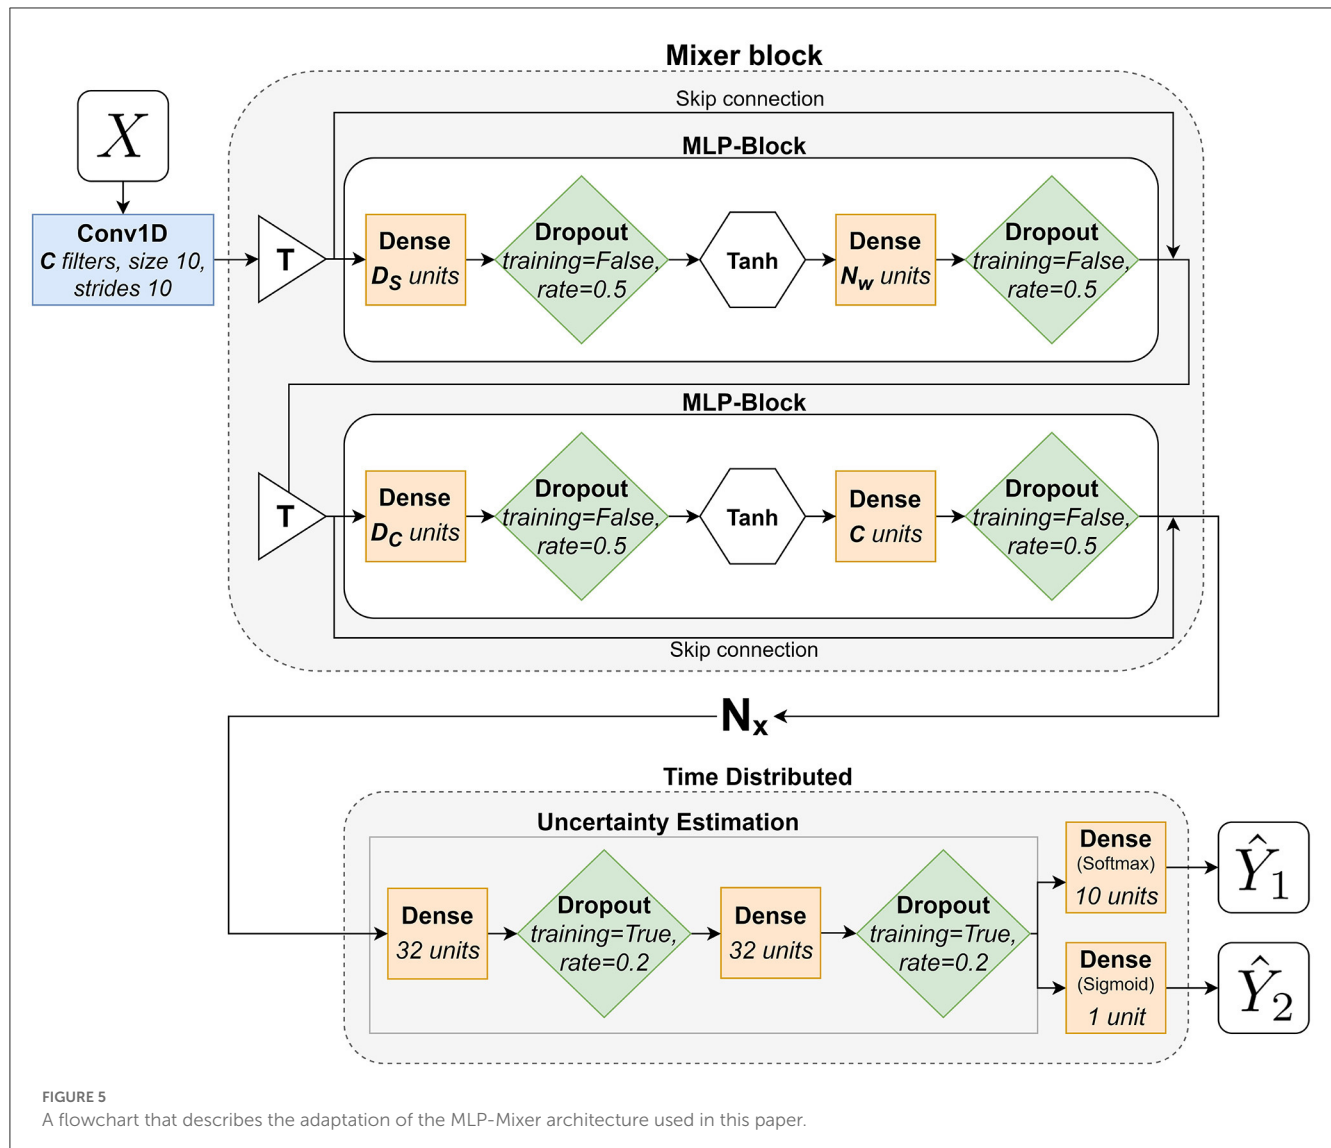 Mixer block
Skip connection
X
MLP-Block
Conv1D
C filters, size 10,
strides 10
T
Dense
D_S units
Dropout
training=False,
rate=0.5
Tanh
Dense
N_w units
Dropout
training=False,
rate=0.5
MLP-Block
T
Dense
D_C units
Dropout
training=False,
rate=0.5
Tanh
Dense
C units
Dropout
training=False,
rate=0.5
Skip connection
N_x
Time Distributed
Uncertainty Estimation
Dense
32 units
Dropout
training=True,
rate=0.2
Dense
32 units
Dropout
training=True,
rate=0.2
Dense
(Softmax)
10 units
Ŷ_1
Dense
(Sigmoid)
1 unit
Ŷ_2
FIGURE 5
A flowchart that describes the adaptation of the MLP-Mixer architecture used in this paper.